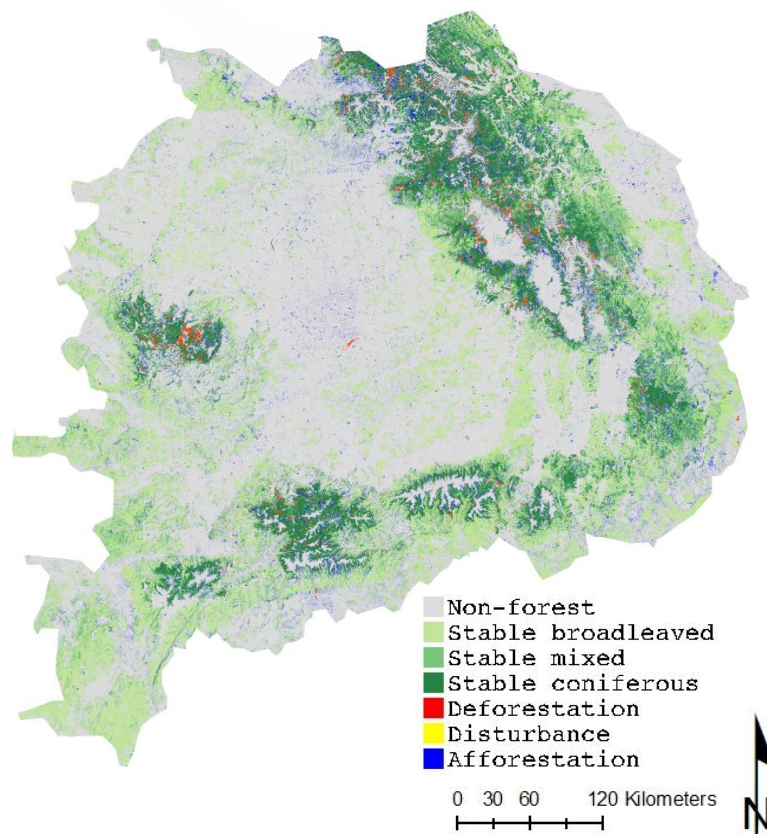 Non-forest
Stable broadleaved
Stable mixed
Stable coniferous
Deforestation
Disturbance
Afforestation
0 30 60 120 Kilometers
N